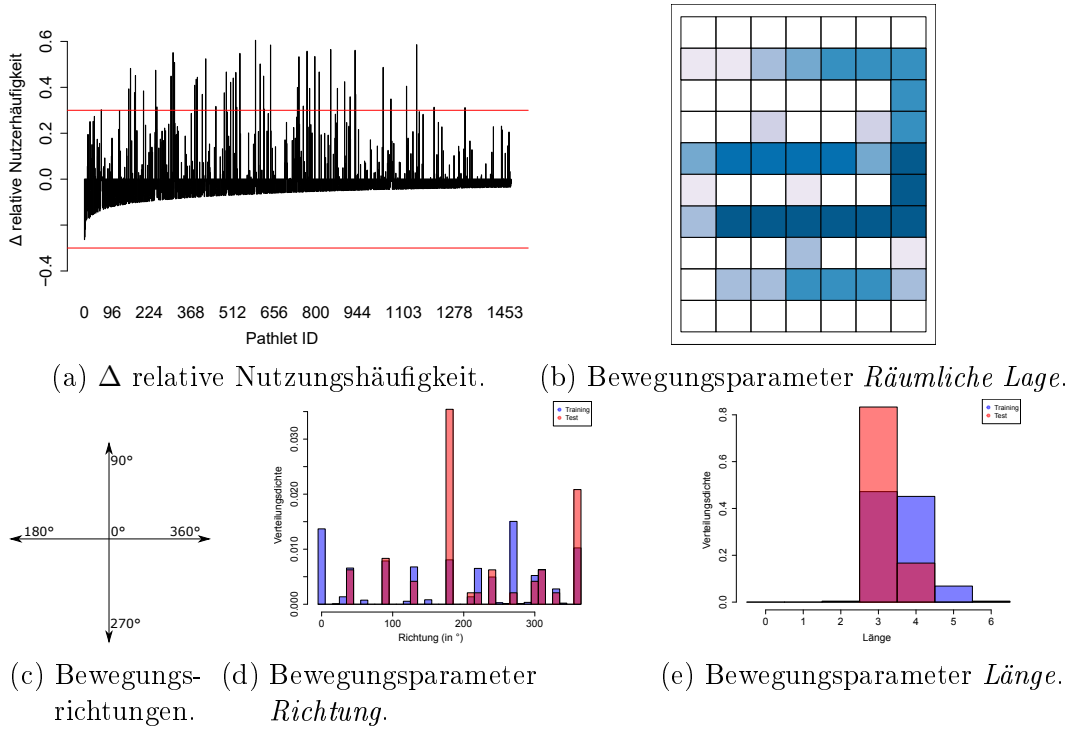 Δ relative Nutzerhäufigkeit
0.6
0.4
0.2
0.0
−0.4
0 96 224 368 512 656 800 944 1103 1278 1453
Pathlet ID
(a) Δ relative Nutzungshäufigkeit.
(b) Bewegungsparameter Räumliche Lage.
90°
180° 0° 360°
270°
(c) Bewegungs-
richtungen.
Training
Test
Verteilungsdichte
0.030
0.020
0.010
0.000
0 100 200 300
Richtung (in °)
(d) Bewegungsparameter
Richtung.
Training
Test
Verteilungsdichte
0.8
0.6
0.4
0.2
0.0
0 1 2 3 4 5 6
Länge
(e) Bewegungsparameter Länge.